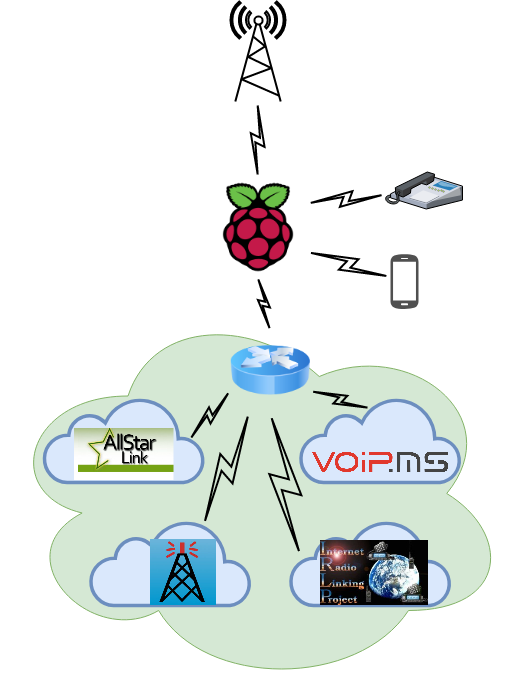 AllStar
Link
VOiP.MS
Internet
Radio
Linking
Project